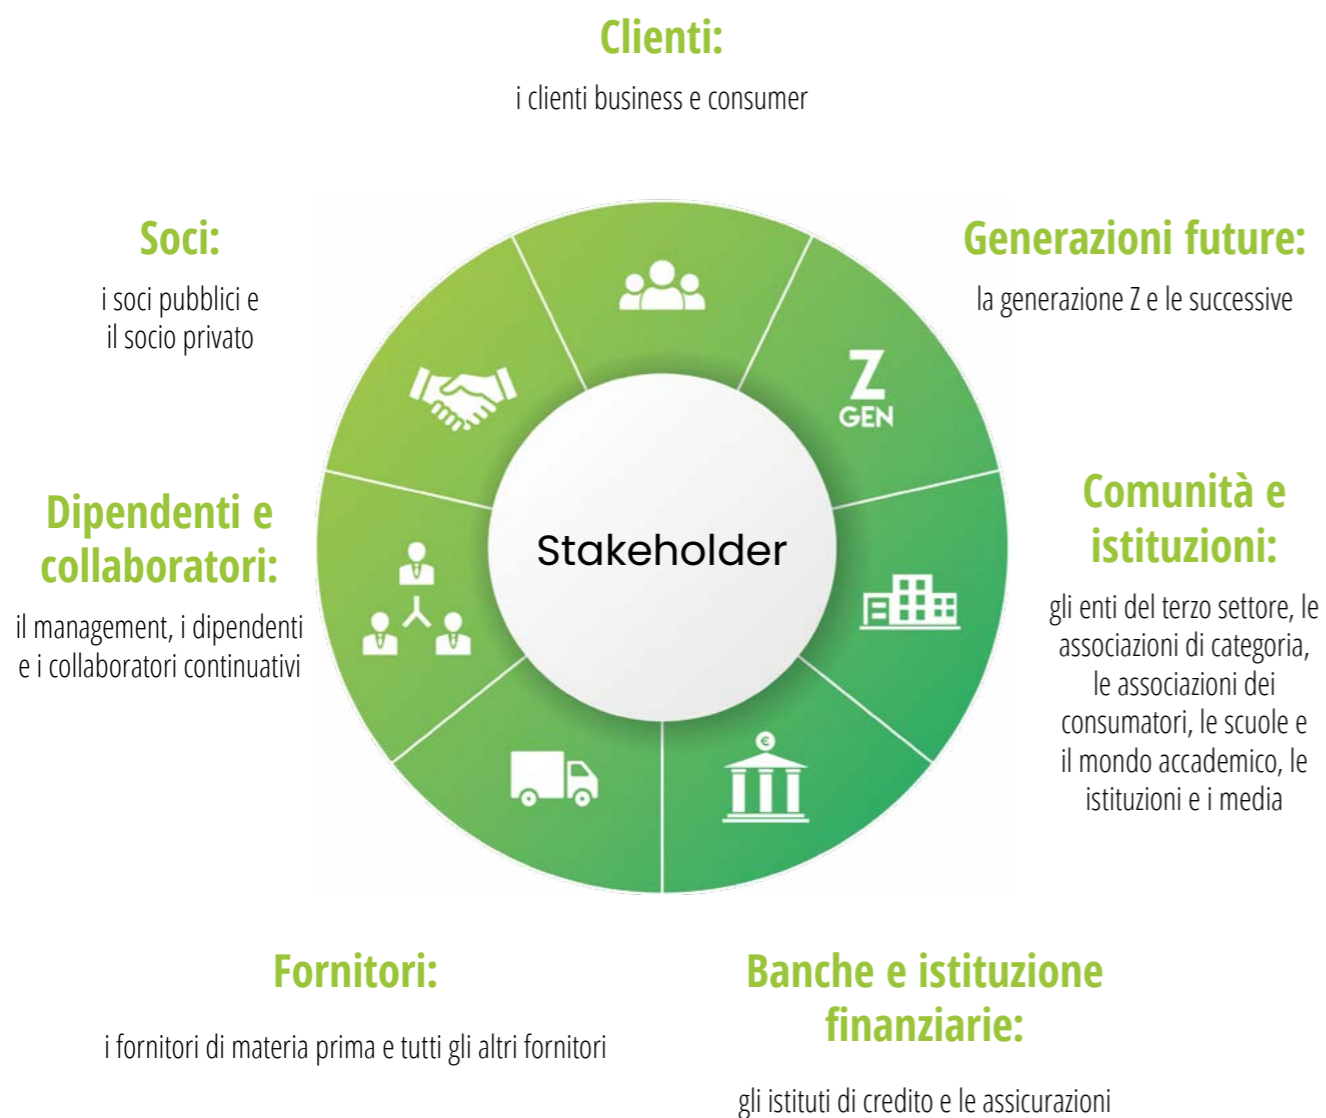 Clienti:
i clienti business e consumer
Soci:
i soci pubblici e
il socio privato
Generazioni future:
la generazione Z e le successive
Z
GEN
Dipendenti e
collaboratori:
il management, i dipendenti
e i collaboratori continuativi
Stakeholder
Comunità e
istituzioni:
gli enti del terzo settore, le
associazioni di categoria,
le associazioni dei
consumatori, le scuole e
il mondo accademico, le
istituzioni e i media
€
Fornitori:
i fornitori di materia prima e tutti gli altri fornitori
Banche e istituzione
finanziarie:
gli istituti di credito e le assicurazioni